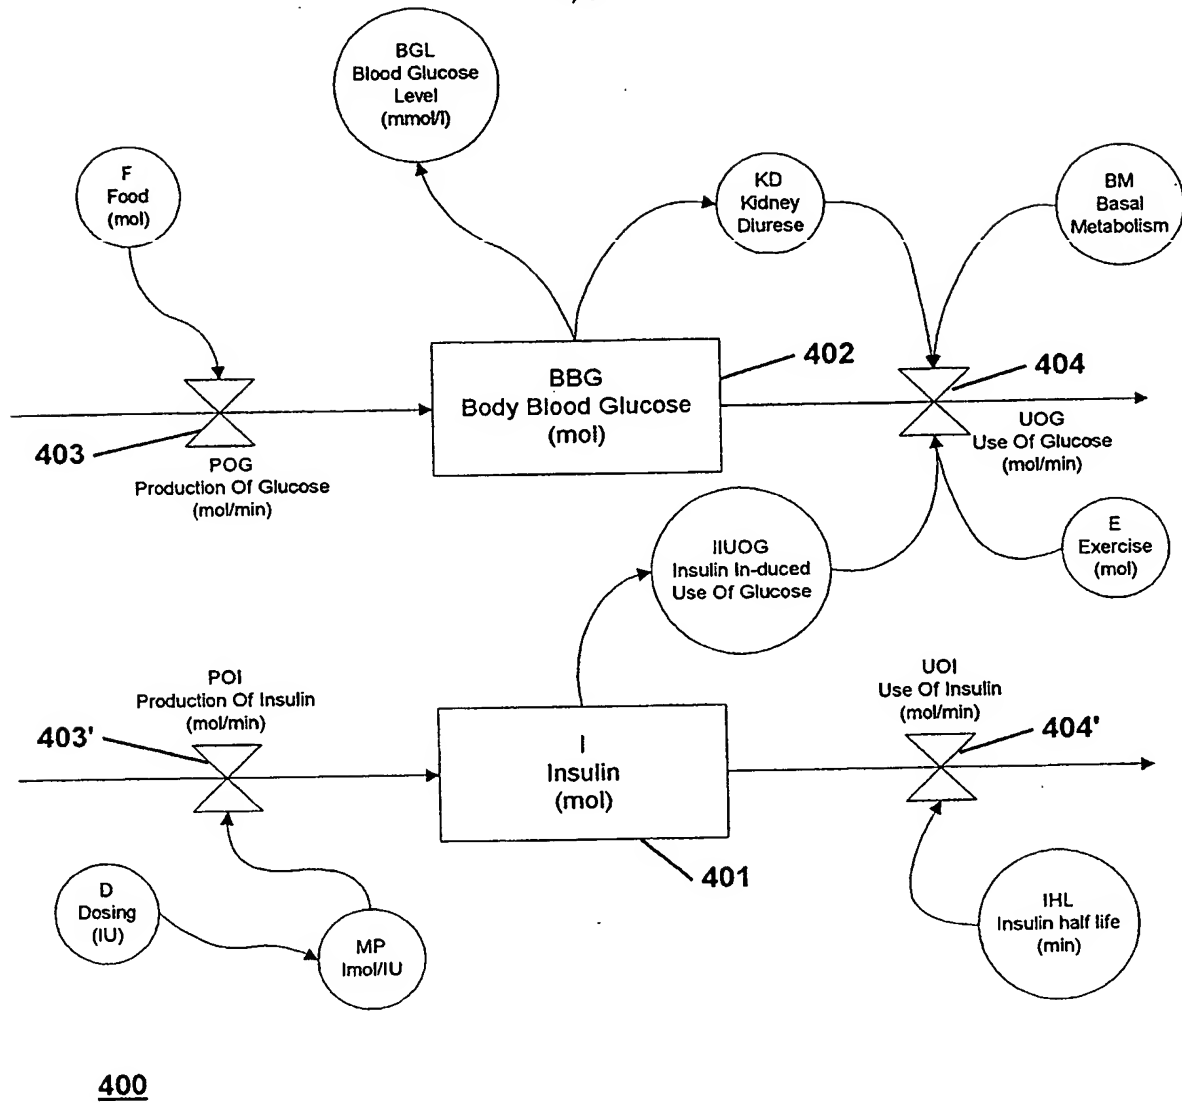 BGL
Blood Glucose
Level
(mmol/l)
F
Food
(mol)
KD
Kidney
Diurese
BM
Basal
Metabolism
402
404
BBG
Body Blood Glucose
(mol)
403
POG
Production Of Glucose
(mol/min)
UOG
Use Of Glucose
(mol/min)
IIUOG
Insulin In-duced
Use Of Glucose
E
Exercise
(mol)
POI
Production Of Insulin
(mol/min)
UOI
Use Of Insulin
(mol/min)
403'
404'
I
Insulin
(mol)
401
D
Dosing
(IU)
MP
Imol/IU
IHL
Insulin half life
(min)
400